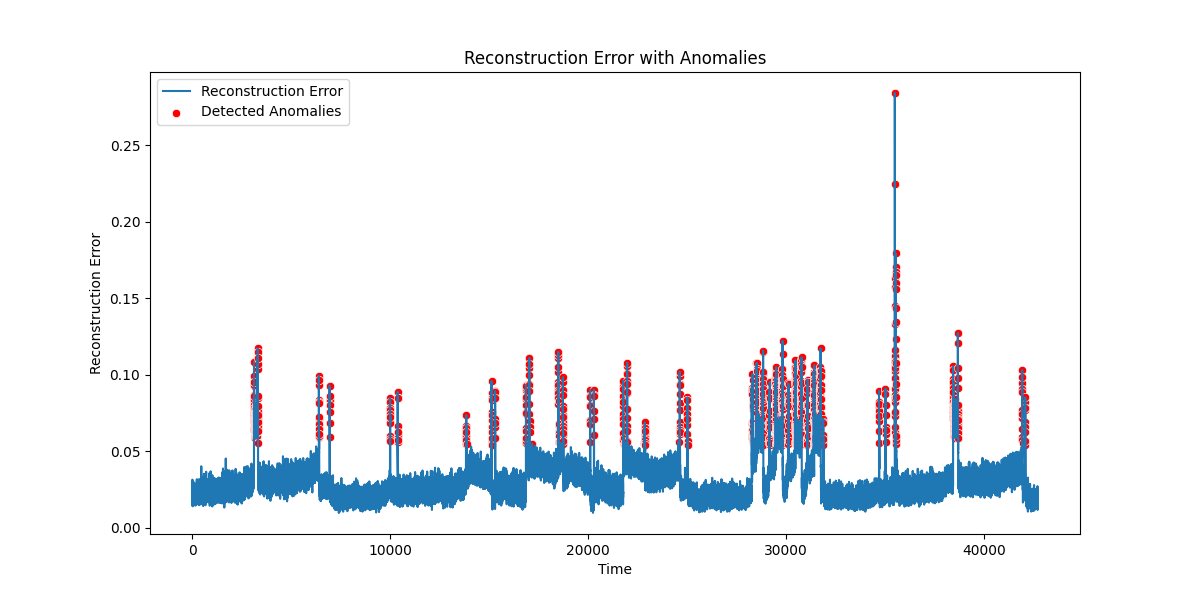 Reconstruction Error with Anomalies
Reconstruction Error
Detected Anomalies
0.25
0.20
0.15
0.10
0.05
0.00
Reconstruction Error
0
10000
20000
30000
40000
Time